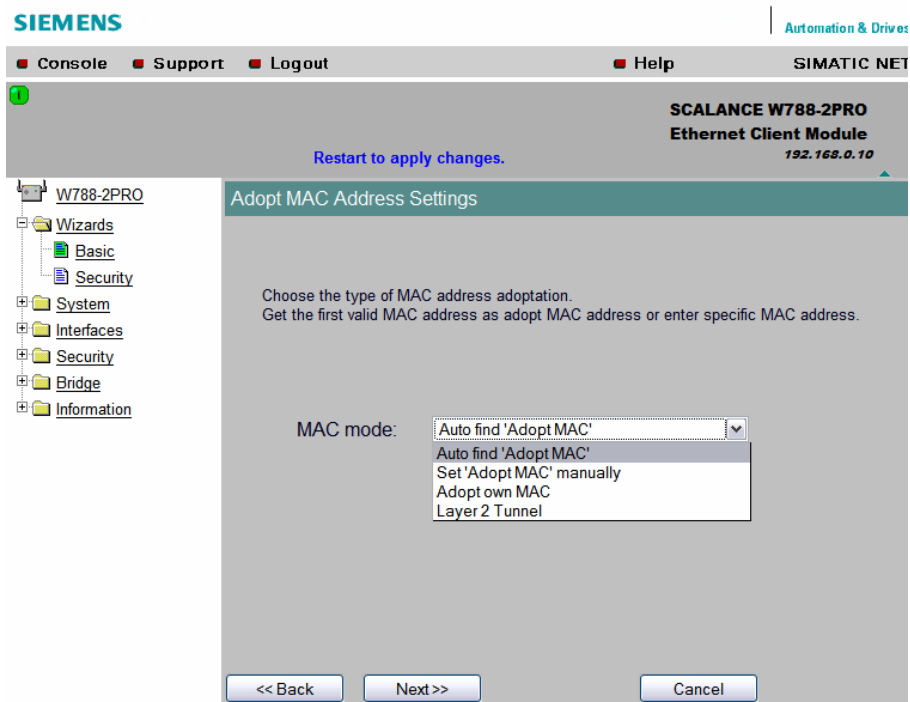 SIEMENS
Automation & Drives
Console Support Logout Help SIMATIC NET
SCALANCE W788-2PRO
Ethernet Client Module
192.168.0.10
Restart to apply changes.
W788-2PRO
Wizards
Basic
Security
System
Interfaces
Security
Bridge
Information
Adopt MAC Address Settings
Choose the type of MAC address adoptation.
Get the first valid MAC address as adopt MAC address or enter specific MAC address.
MAC mode: Auto find 'Adopt MAC'
Auto find 'Adopt MAC'
Set 'Adopt MAC' manually
Adopt own MAC
Layer 2 Tunnel
<< Back Next >> Cancel